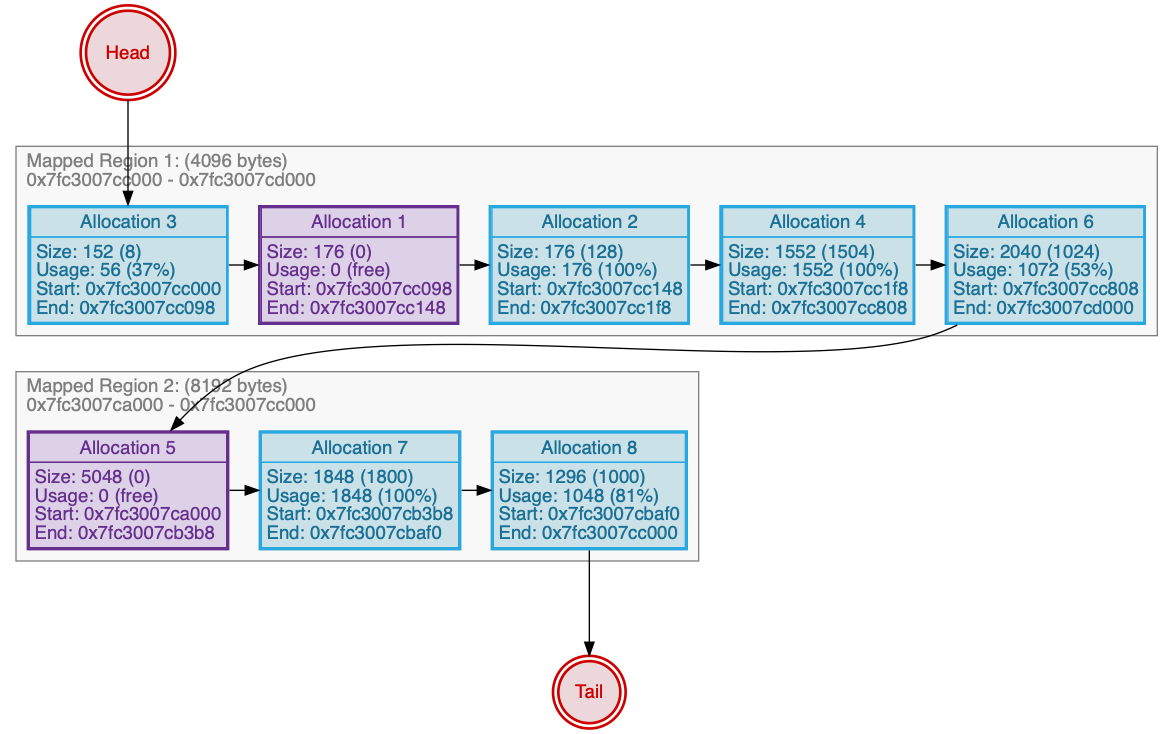 Head
Mapped Region 1: (4096 bytes)
0x7fc3007cc000 - 0x7fc3007cd000
Allocation 3
Size: 152 (8)
Usage: 56 (37%)
Start: 0x7fc3007cc000
End: 0x7fc3007cc098
Allocation 1
Size: 176 (0)
Usage: 0 (free)
Start: 0x7fc3007cc098
End: 0x7fc3007cc148
Allocation 2
Size: 176 (128)
Usage: 176 (100%)
Start: 0x7fc3007cc148
End: 0x7fc3007cc1f8
Allocation 4
Size: 1552 (1504)
Usage: 1552 (100%)
Start: 0x7fc3007cc1f8
End: 0x7fc3007cc808
Allocation 6
Size: 2040 (1024)
Usage: 1072 (53%)
Start: 0x7fc3007cc808
End: 0x7fc3007cd000
Mapped Region 2: (8192 bytes)
0x7fc3007ca000 - 0x7fc3007cc000
Allocation 5
Size: 5048 (0)
Usage: 0 (free)
Start: 0x7fc3007ca000
End: 0x7fc3007cb3b8
Allocation 7
Size: 1848 (1800)
Usage: 1848 (100%)
Start: 0x7fc3007cb3b8
End: 0x7fc3007cbaf0
Allocation 8
Size: 1296 (1000)
Usage: 1048 (81%)
Start: 0x7fc3007cbaf0
End: 0x7fc3007cc000
Tail